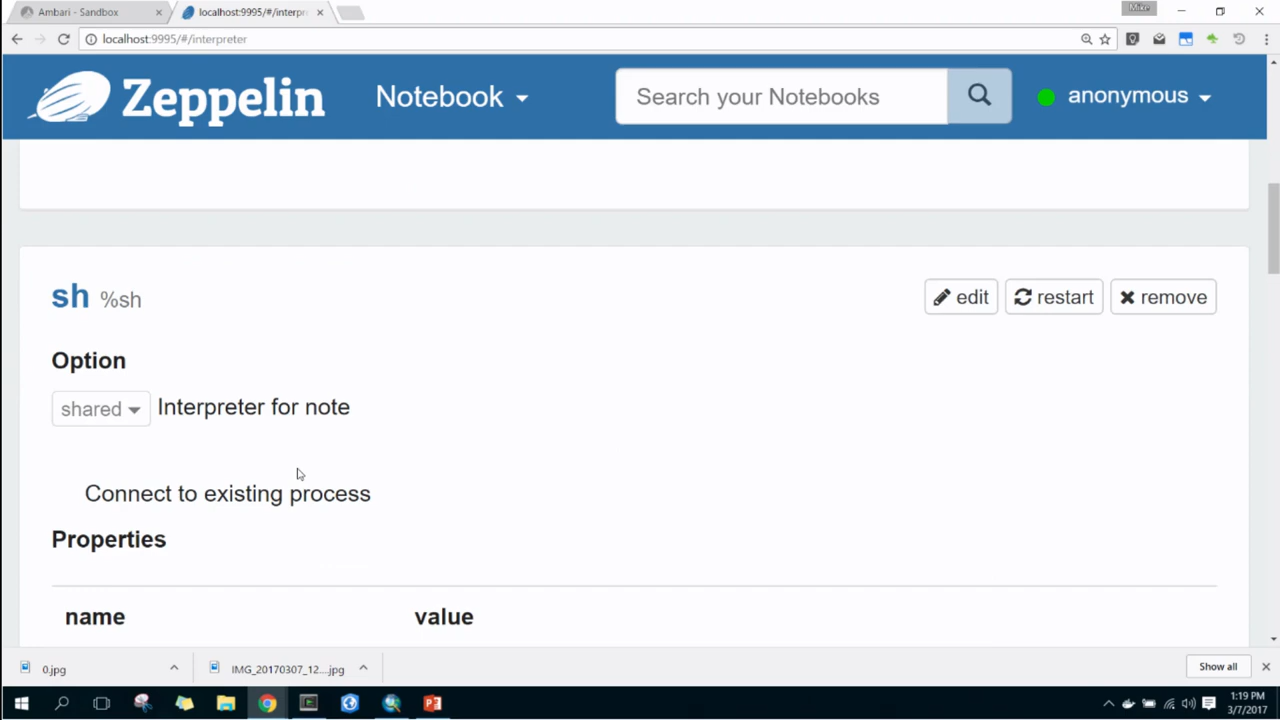 Ambari - Sandbox
localhost:9995/#/interpr
Mike
localhost:9995/#/interpreter
Zeppelin
Notebook
Search your Notebooks
anonymous
sh %sh
edit
restart
remove
Option
shared Interpreter for note
Connect to existing process
Properties
name value
0.jpg
IMG_20170307_12....jpg
Show all
1:19 PM
3/7/2017